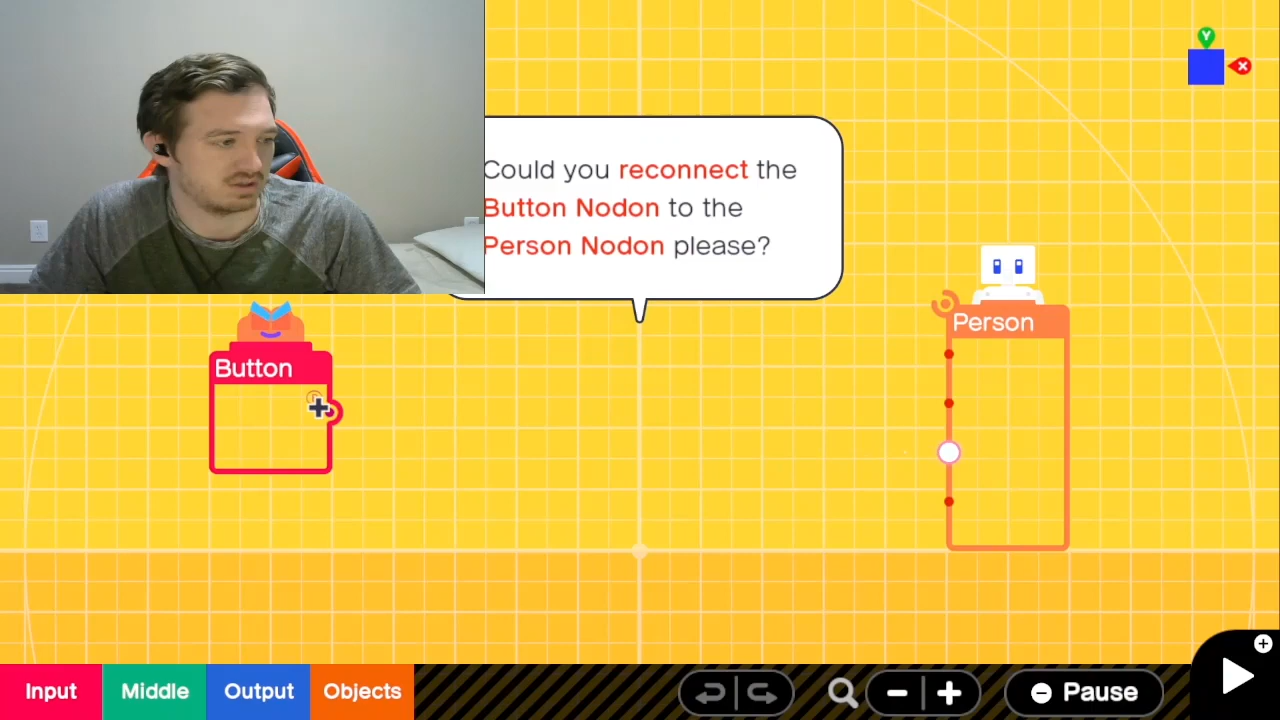 Y
Could you reconnect the
Button Nodon to the
Person Nodon please?
Button
Person
Input
Middle
Output
Objects
Pause